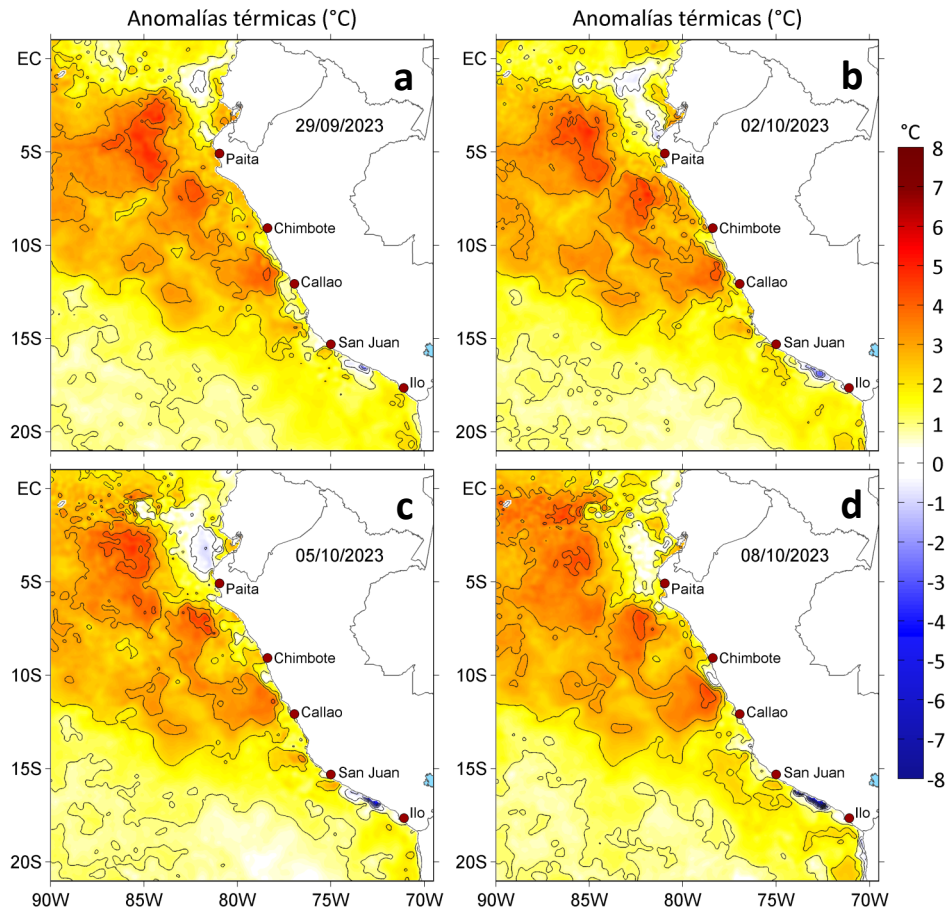 Anomalías térmicas (°C)
Anomalías térmicas (°C)
EC
5S
10S
15S
20S
a
29/09/2023
Paita
Chimbote
Callao
San Juan
Ilo
EC
5S
10S
15S
20S
b
02/10/2023
Paita
Chimbote
Callao
San Juan
Ilo
EC
5S
10S
15S
20S
90W 85W 80W 75W 70W
c
05/10/2023
Paita
Chimbote
Callao
San Juan
Ilo
EC
5S
10S
15S
20S
90W 85W 80W 75W 70W
d
08/10/2023
Paita
Chimbote
Callao
San Juan
Ilo
°C
8
7
6
5
4
3
2
1
0
-1
-2
-3
-4
-5
-6
-7
-8